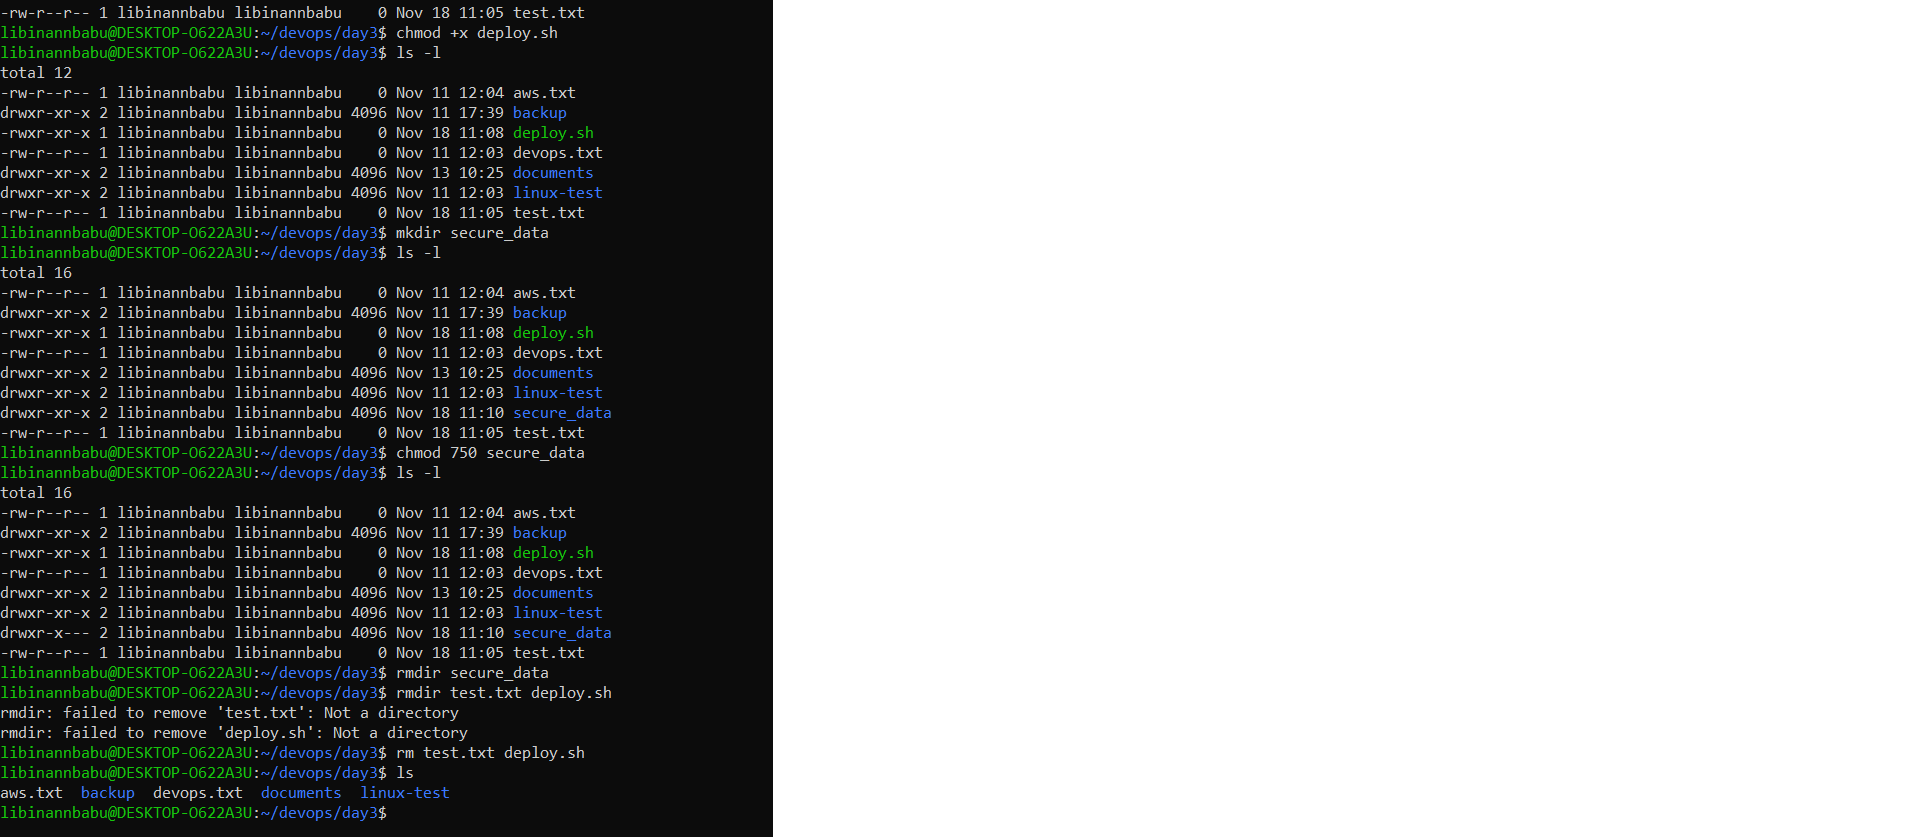 -rw-r--r-- 1 libinannbabu libinannbabu    0 Nov 18 11:05 test.txt
libinannbabu@DESKTOP-O622A3U:~/devops/day3$ chmod +x deploy.sh
libinannbabu@DESKTOP-O622A3U:~/devops/day3$ ls -l
total 12
-rw-r--r-- 1 libinannbabu libinannbabu    0 Nov 11 12:04 aws.txt
drwxr-xr-x 2 libinannbabu libinannbabu 4096 Nov 11 17:39 backup
-rwxr-xr-x 1 libinannbabu libinannbabu    0 Nov 18 11:08 deploy.sh
-rw-r--r-- 1 libinannbabu libinannbabu    0 Nov 11 12:03 devops.txt
drwxr-xr-x 2 libinannbabu libinannbabu 4096 Nov 13 10:25 documents
drwxr-xr-x 2 libinannbabu libinannbabu 4096 Nov 11 12:03 linux-test
-rw-r--r-- 1 libinannbabu libinannbabu    0 Nov 18 11:05 test.txt
libinannbabu@DESKTOP-O622A3U:~/devops/day3$ mkdir secure_data
libinannbabu@DESKTOP-O622A3U:~/devops/day3$ ls -l
total 16
-rw-r--r-- 1 libinannbabu libinannbabu    0 Nov 11 12:04 aws.txt
drwxr-xr-x 2 libinannbabu libinannbabu 4096 Nov 11 17:39 backup
-rwxr-xr-x 1 libinannbabu libinannbabu    0 Nov 18 11:08 deploy.sh
-rw-r--r-- 1 libinannbabu libinannbabu    0 Nov 11 12:03 devops.txt
drwxr-xr-x 2 libinannbabu libinannbabu 4096 Nov 13 10:25 documents
drwxr-xr-x 2 libinannbabu libinannbabu 4096 Nov 11 12:03 linux-test
drwxr-xr-x 2 libinannbabu libinannbabu 4096 Nov 18 11:10 secure_data
-rw-r--r-- 1 libinannbabu libinannbabu    0 Nov 18 11:05 test.txt
libinannbabu@DESKTOP-O622A3U:~/devops/day3$ chmod 750 secure_data
libinannbabu@DESKTOP-O622A3U:~/devops/day3$ ls -l
total 16
-rw-r--r-- 1 libinannbabu libinannbabu    0 Nov 11 12:04 aws.txt
drwxr-xr-x 2 libinannbabu libinannbabu 4096 Nov 11 17:39 backup
-rwxr-xr-x 1 libinannbabu libinannbabu    0 Nov 18 11:08 deploy.sh
-rw-r--r-- 1 libinannbabu libinannbabu    0 Nov 11 12:03 devops.txt
drwxr-xr-x 2 libinannbabu libinannbabu 4096 Nov 13 10:25 documents
drwxr-xr-x 2 libinannbabu libinannbabu 4096 Nov 11 12:03 linux-test
drwxr-x--- 2 libinannbabu libinannbabu 4096 Nov 18 11:10 secure_data
-rw-r--r-- 1 libinannbabu libinannbabu    0 Nov 18 11:05 test.txt
libinannbabu@DESKTOP-O622A3U:~/devops/day3$ rmdir secure_data
libinannbabu@DESKTOP-O622A3U:~/devops/day3$ rmdir test.txt deploy.sh
rmdir: failed to remove 'test.txt': Not a directory
rmdir: failed to remove 'deploy.sh': Not a directory
libinannbabu@DESKTOP-O622A3U:~/devops/day3$ rm test.txt deploy.sh
libinannbabu@DESKTOP-O622A3U:~/devops/day3$ ls
aws.txt  backup  devops.txt  documents  linux-test
libinannbabu@DESKTOP-O622A3U:~/devops/day3$